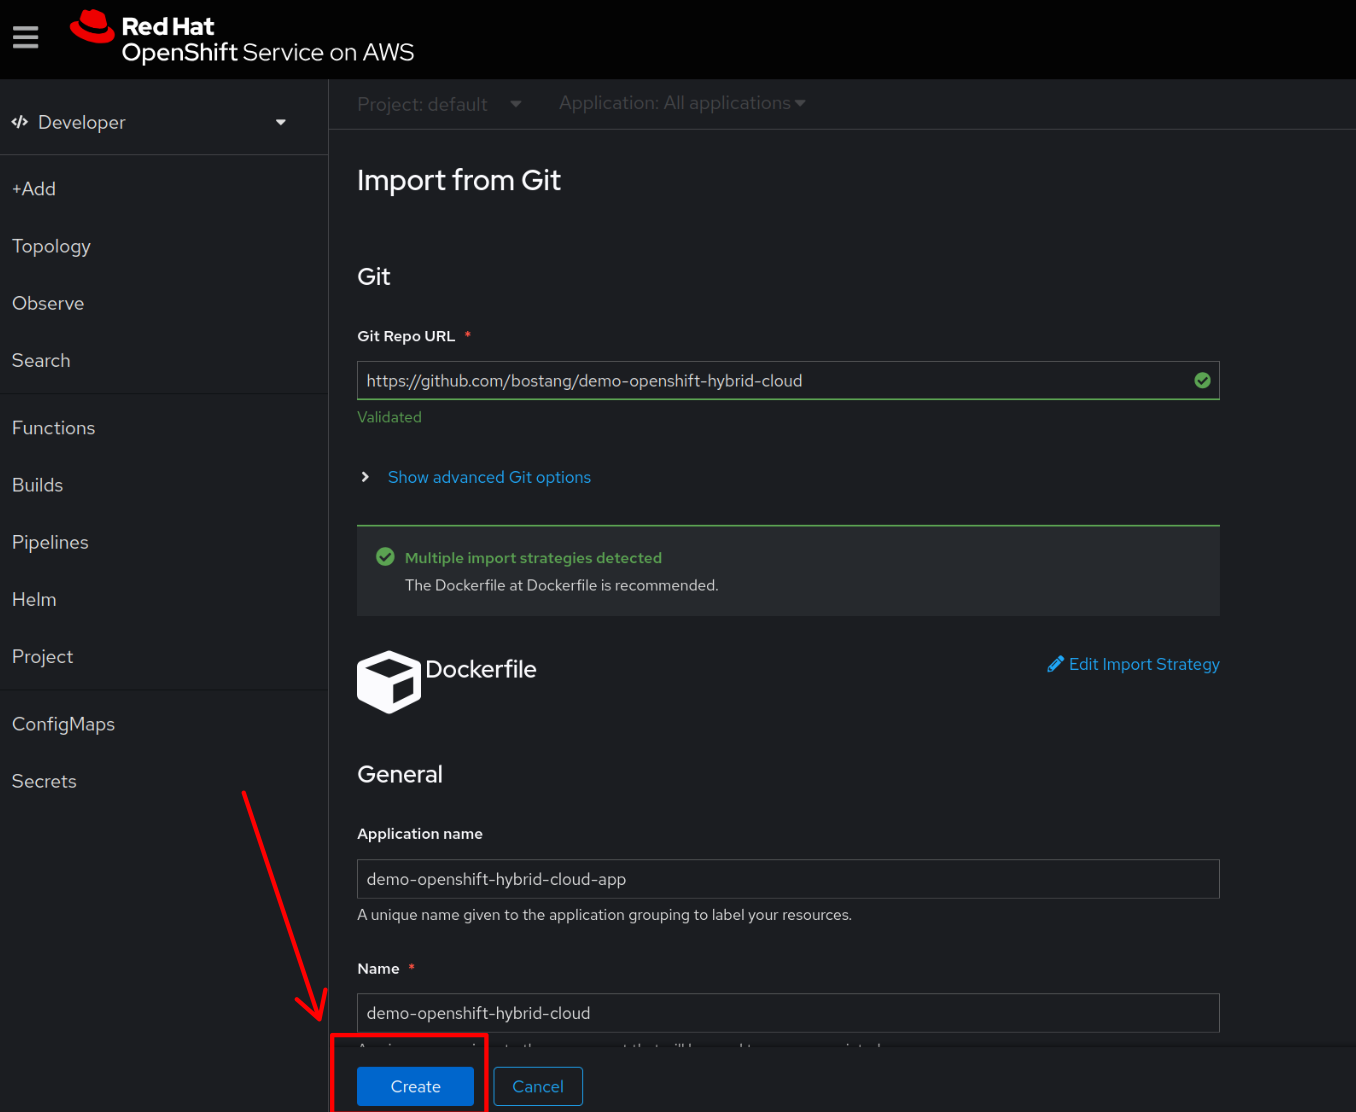 Red Hat
OpenShift Service on AWS
Developer
+Add
Topology
Observe
Search
Functions
Builds
Pipelines
Helm
Project
ConfigMaps
Secrets
Project: default
Application: All applications
Import from Git
Git
Git Repo URL *
https://github.com/bostang/demo-openshift-hybrid-cloud
Validated
Show advanced Git options
Multiple import strategies detected
The Dockerfile at Dockerfile is recommended.
Dockerfile
Edit Import Strategy
General
Application name
demo-openshift-hybrid-cloud-app
A unique name given to the application grouping to label your resources.
Name *
demo-openshift-hybrid-cloud
Create
Cancel